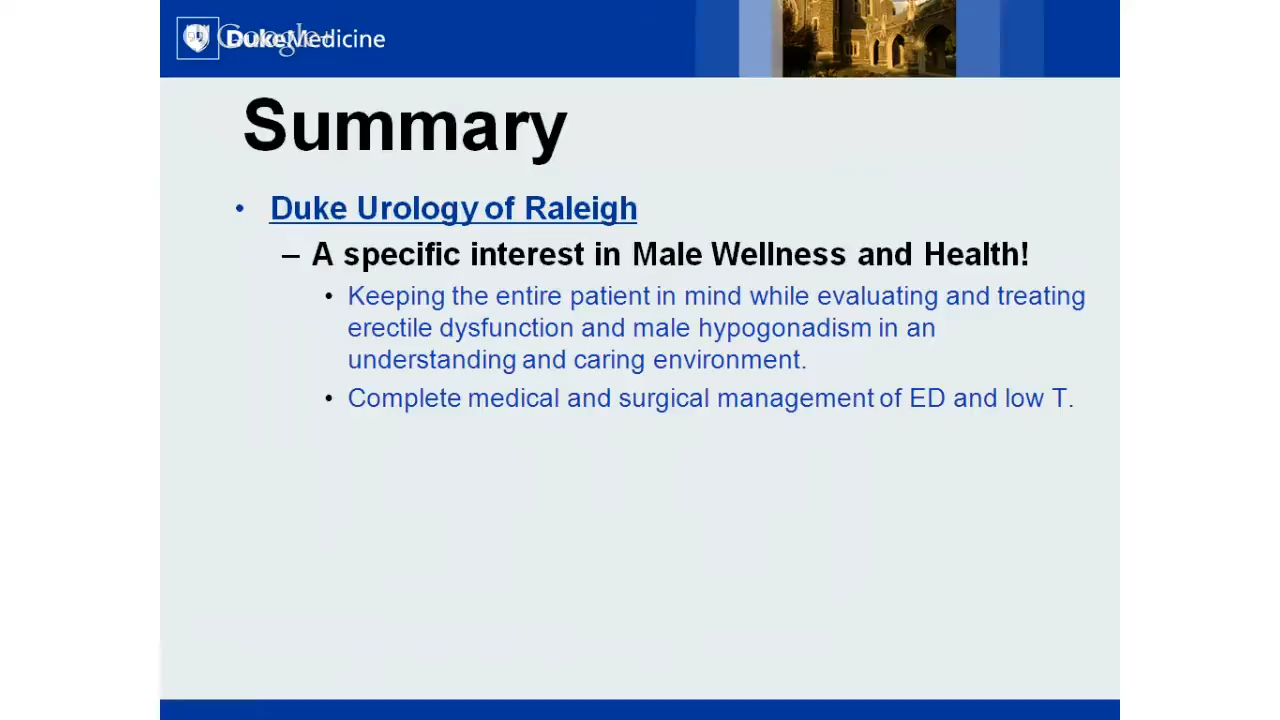 DukeMedicine
Google+
Summary
• Duke Urology of Raleigh
– A specific interest in Male Wellness and Health!
• Keeping the entire patient in mind while evaluating and treating
erectile dysfunction and male hypogonadism in an
understanding and caring environment.
• Complete medical and surgical management of ED and low T.